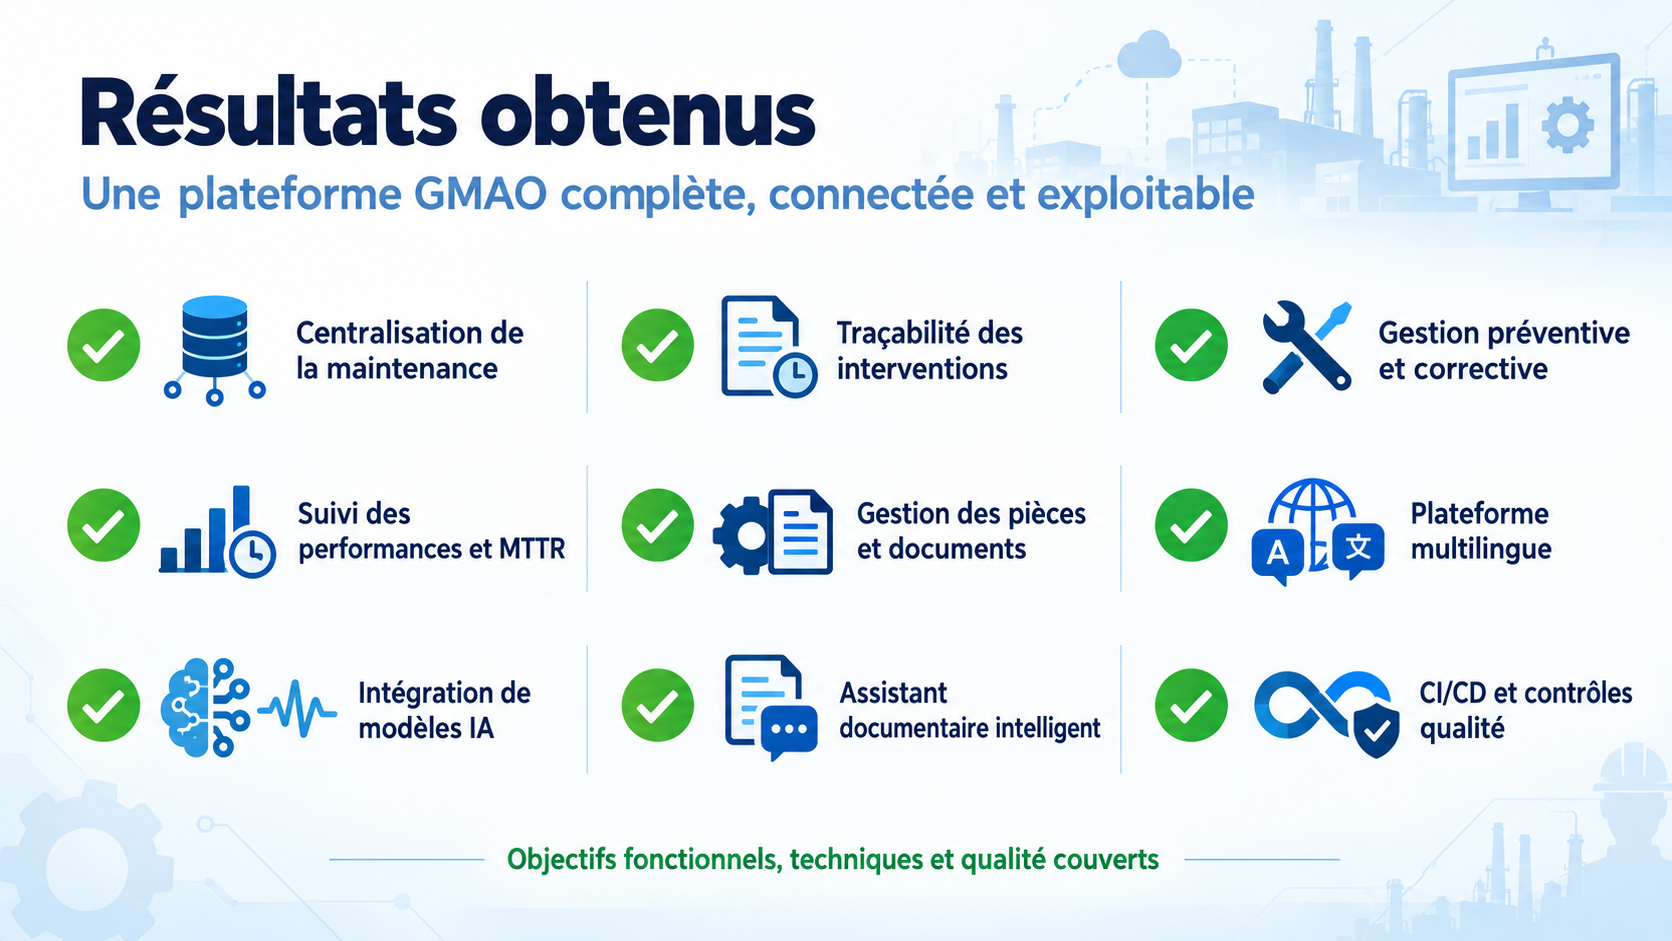 Résultats obtenus
Une plateforme GMAO complète, connectée et exploitable
Centralisation de
la maintenance
Traçabilité des
interventions
Gestion préventive
et corrective
Suivi des
performances et MTTR
Gestion des pièces
et documents
A
文
Plateforme
multilingue
Intégration de
modèles IA
Assistant
documentaire intelligent
CI/CD et contrôles
qualité
Objectifs fonctionnels, techniques et qualité couverts